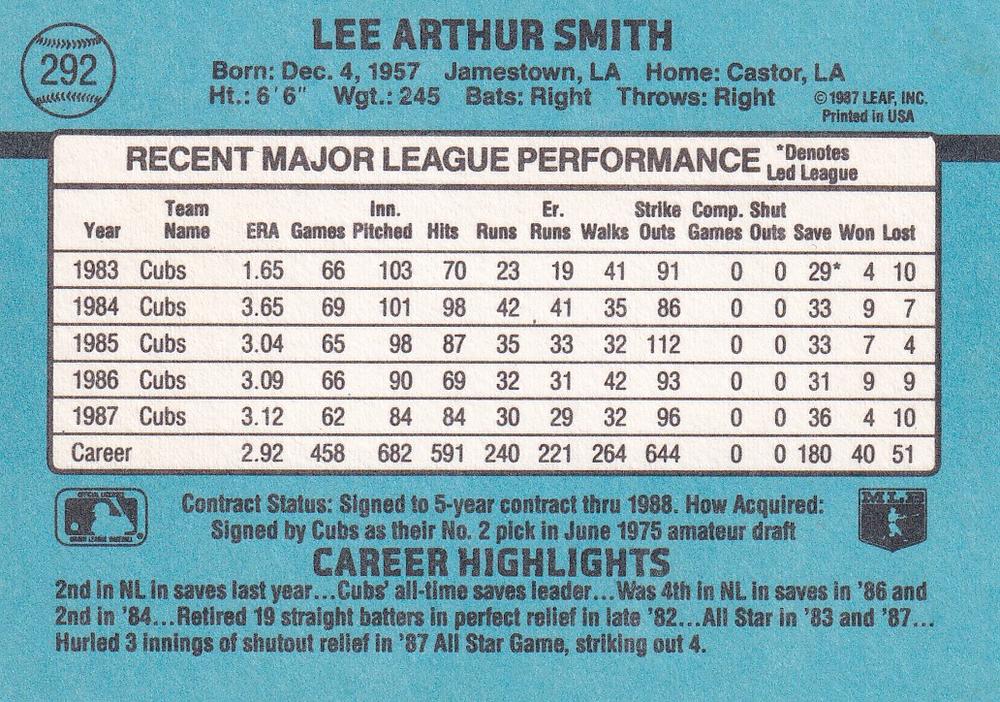 LEE ARTHUR SMITH
292
Born: Dec. 4, 1957 Jamestown, LA Home: Castor, LA
Ht.: 6'6" Wgt.: 245 Bats: Right Throws: Right
©1987 LEAF, INC.
Printed in USA
RECENT MAJOR LEAGUE PERFORMANCE *Denotes Led League
Year Team Name ERA Games Inn. Pitched Hits Runs Er. Runs Walks Strike Outs Comp. Games Shut Outs Save Won Lost
1983 Cubs 1.65 66 103 70 23 19 41 91 0 0 29* 4 10
1984 Cubs 3.65 69 101 98 42 41 35 86 0 0 33 9 7
1985 Cubs 3.04 65 98 87 35 33 32 112 0 0 33 7 4
1986 Cubs 3.09 66 90 69 32 31 42 93 0 0 31 9 9
1987 Cubs 3.12 62 84 84 30 29 32 96 0 0 36 4 10
Career 2.92 458 682 591 240 221 264 644 0 0 180 40 51
Contract Status: Signed to 5-year contract thru 1988. How Acquired:
Signed by Cubs as their No. 2 pick in June 1975 amateur draft
MLB
CAREER HIGHLIGHTS
2nd in NL in saves last year...Cubs' all-time saves leader...Was 4th in NL in saves in '86 and
2nd in '84...Retired 19 straight batters in perfect relief in late '82...All Star in '83 and '87...
Hurled 3 innings of shutout relief in '87 All Star Game, striking out 4.